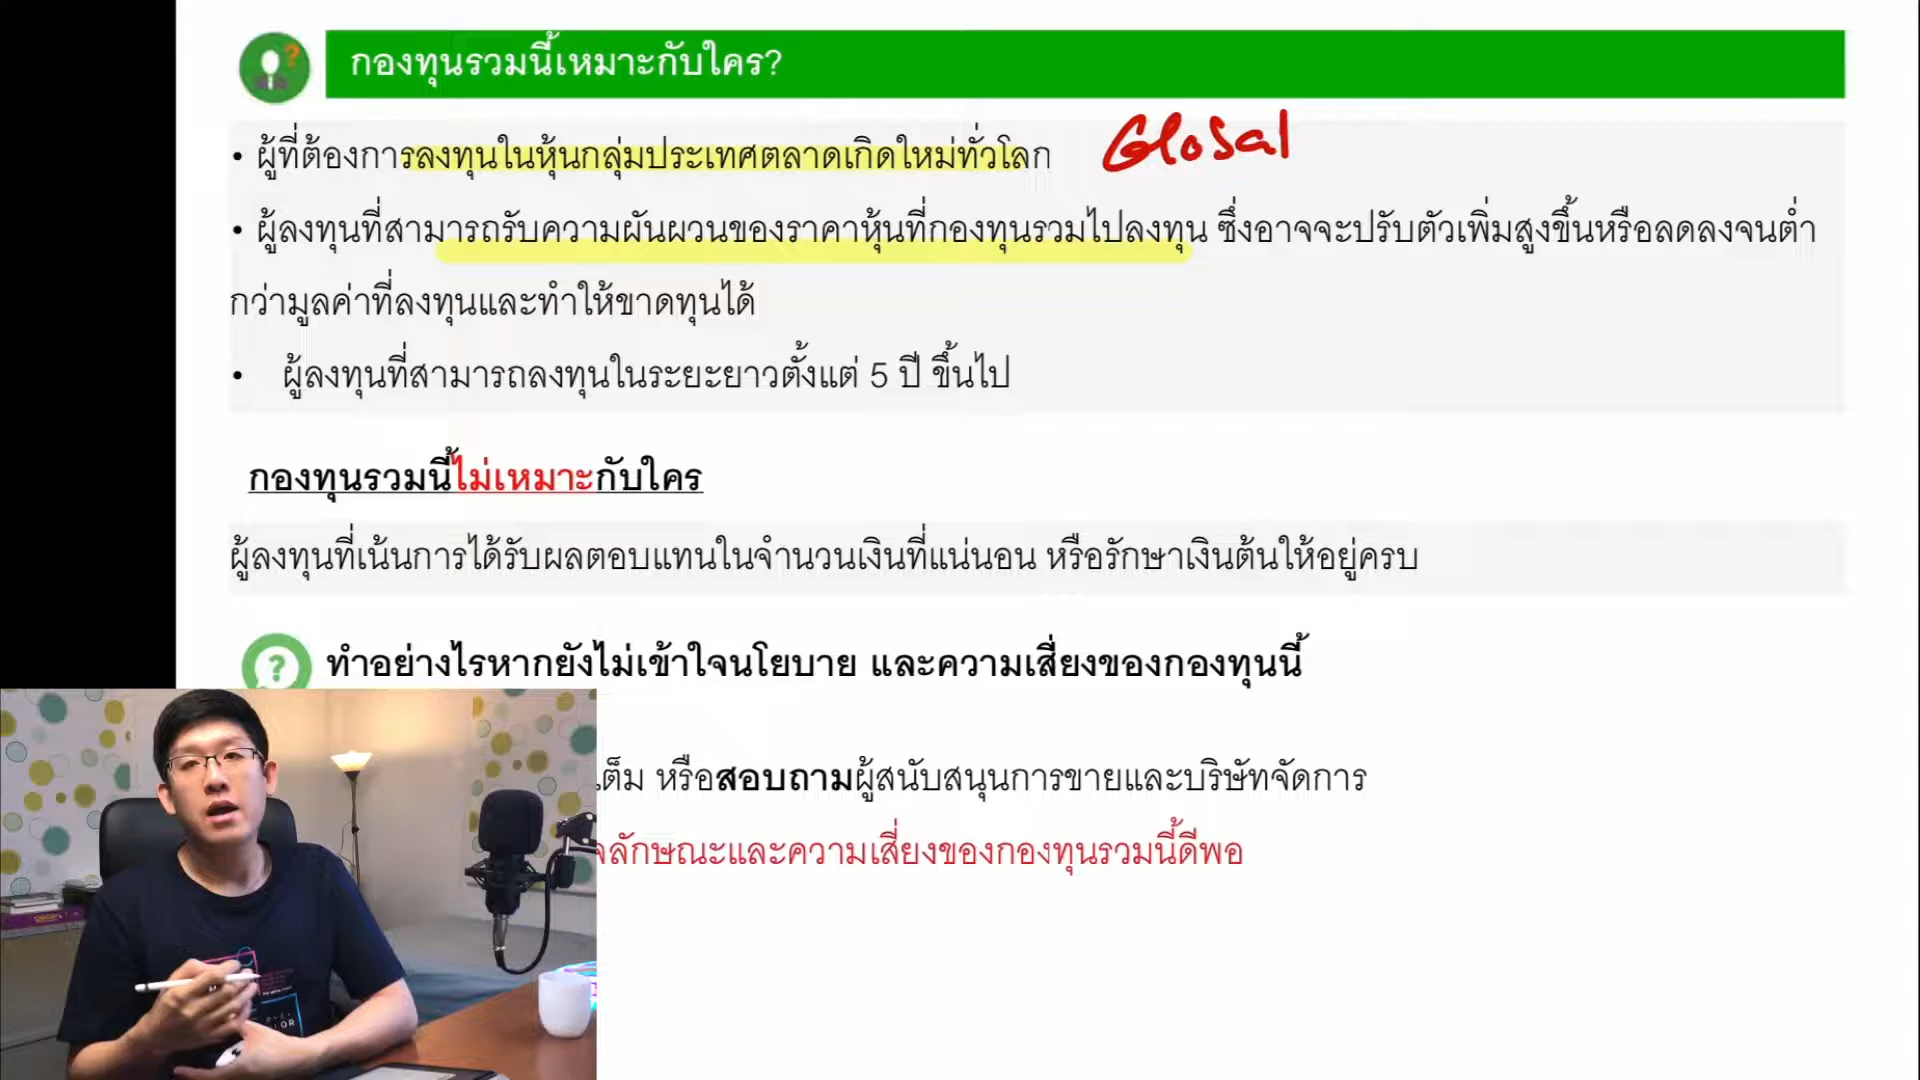 กองทุนรวมนี้เหมาะกับใคร?
• ผู้ที่ต้องการลงทุนในหุ้นกลุ่มประเทศตลาดเกิดใหม่ทั่วโลก Global
• ผู้ลงทุนที่สามารถรับความผันผวนของราคาหุ้นที่กองทุนรวมไปลงทุน ซึ่งอาจจะปรับตัวเพิ่มสูงขึ้นหรือลดลงจนต่ำ
กว่ามูลค่าที่ลงทุนและทำให้ขาดทุนได้
• ผู้ลงทุนที่สามารถลงทุนในระยะยาวตั้งแต่ 5 ปี ขึ้นไป
กองทุนรวมนี้ไม่เหมาะกับใคร
ผู้ลงทุนที่เน้นการได้รับผลตอบแทนในจำนวนเงินที่แน่นอน หรือรักษาเงินต้นให้อยู่ครบ
ทำอย่างไรหากยังไม่เข้าใจนโยบาย และความเสี่ยงของกองทุนนี้
เต็ม หรือสอบถามผู้สนับสนุนการขายและบริษัทจัดการ
ลักษณะและความเสี่ยงของกองทุนรวมนี้ดีพอ